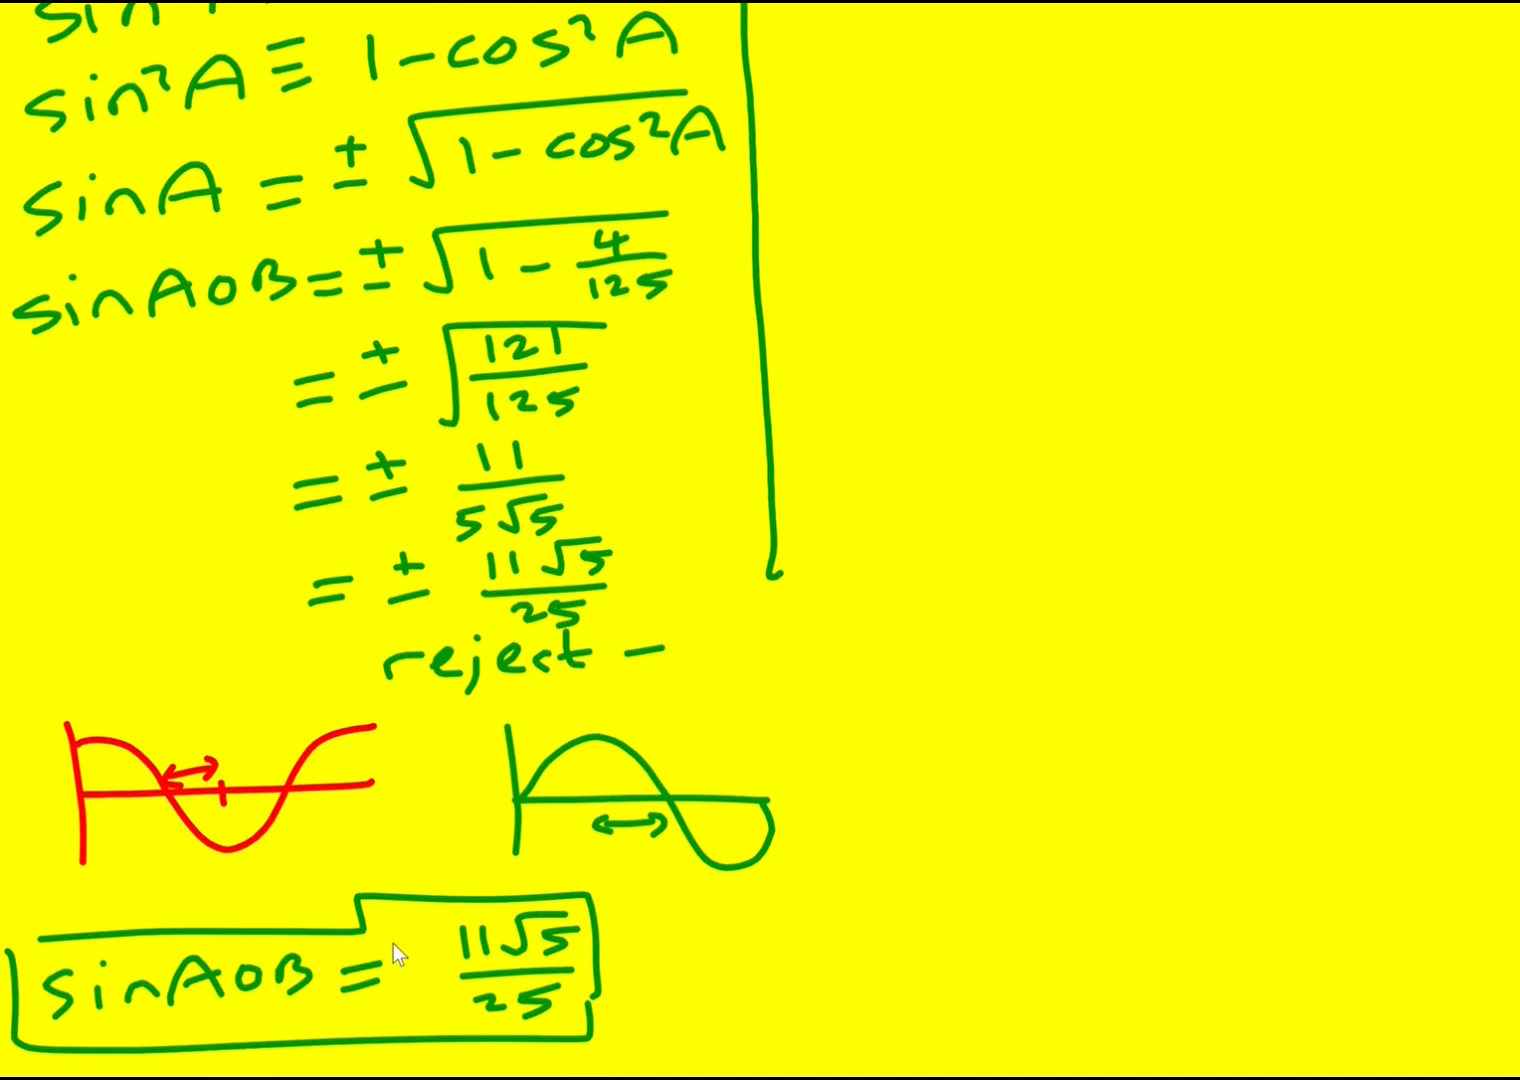 sin
sin²A ≡ 1 - cos²A
sinA = ± √(1 - cos²A)
sinAOB = ± √(1 - 4/125)
= ± √(121/125)
= ± 11/5√5
= ± 11√5/25
reject -
sinAOB = 11√5/25